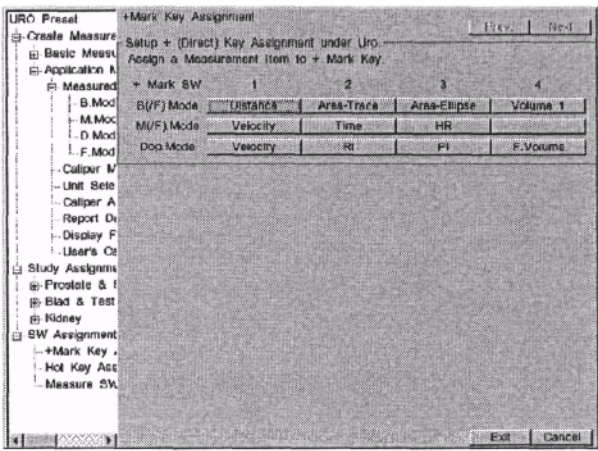 URO Preset
Create Measure
Basic Measu
Application M
Measured
B.Mod
M.Mod
D.Mod
F.Mod
Caliper M
Unit Sele
Caliper A
Report De
Display F
User's Ca
Study Assignme
Prostate &
Blad & Test
Kidney
SW Assignment
+Mark Key
Hot Key Ass
Measure SW
+Mark Key Assignment
Prev. Next
Setup + (Direct) Key Assignment under Uro.
Assign a Measurement Item to + Mark Key.
+ Mark SW 1 2 3 4
B(/F) Mode Distance Area-Trace Area-Ellipse Volume 1
M(/F) Mode Velocity Time HR
Dop.Mode Velocity RI PI F.Volume
Exit Cancel